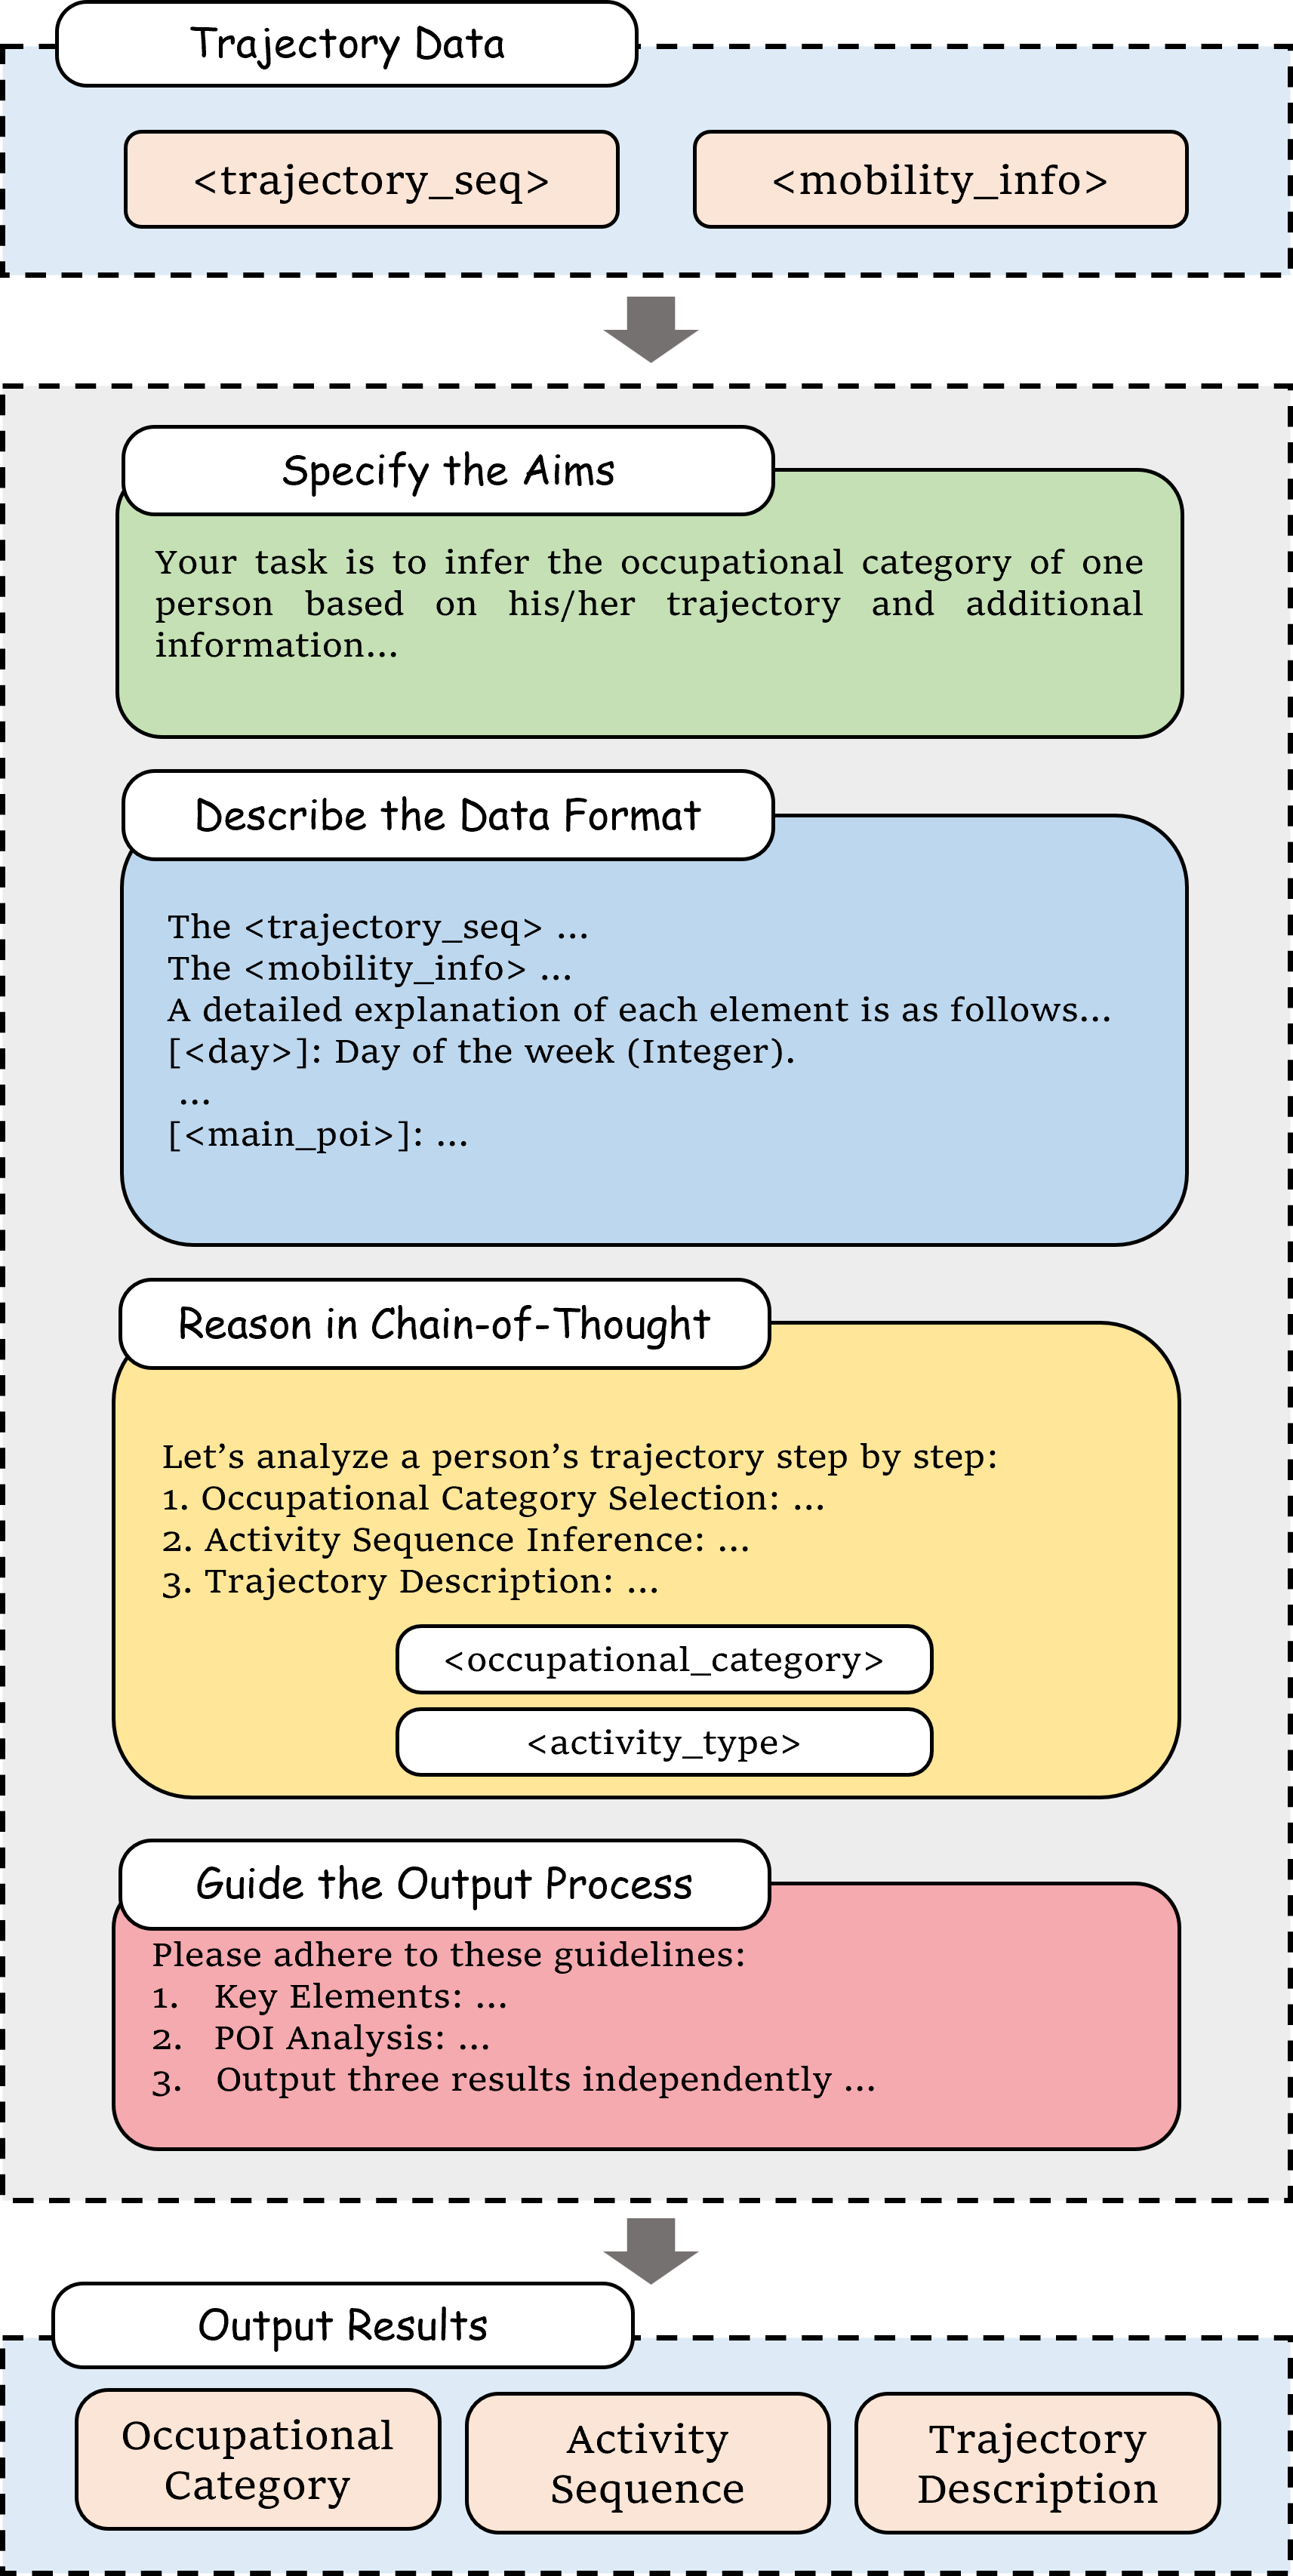 Trajectory Data
<trajectory_seq>
<mobility_info>
Specify the Aims
Your task is to infer the occupational category of one
person based on his/her trajectory and additional
information...
Describe the Data Format
The <trajectory_seq> ...
The <mobility_info> ...
A detailed explanation of each element is as follows...
[<day>]: Day of the week (Integer).
...
[<main_poi>]: ...
Reason in Chain-of-Thought
Let’s analyze a person’s trajectory step by step:
1. Occupational Category Selection: ...
2. Activity Sequence Inference: ...
3. Trajectory Description: ...
<occupational_category>
<activity_type>
Guide the Output Process
Please adhere to these guidelines:
1. Key Elements: ...
2. POI Analysis: ...
3. Output three results independently ...
Output Results
Occupational
Category
Activity
Sequence
Trajectory
Description